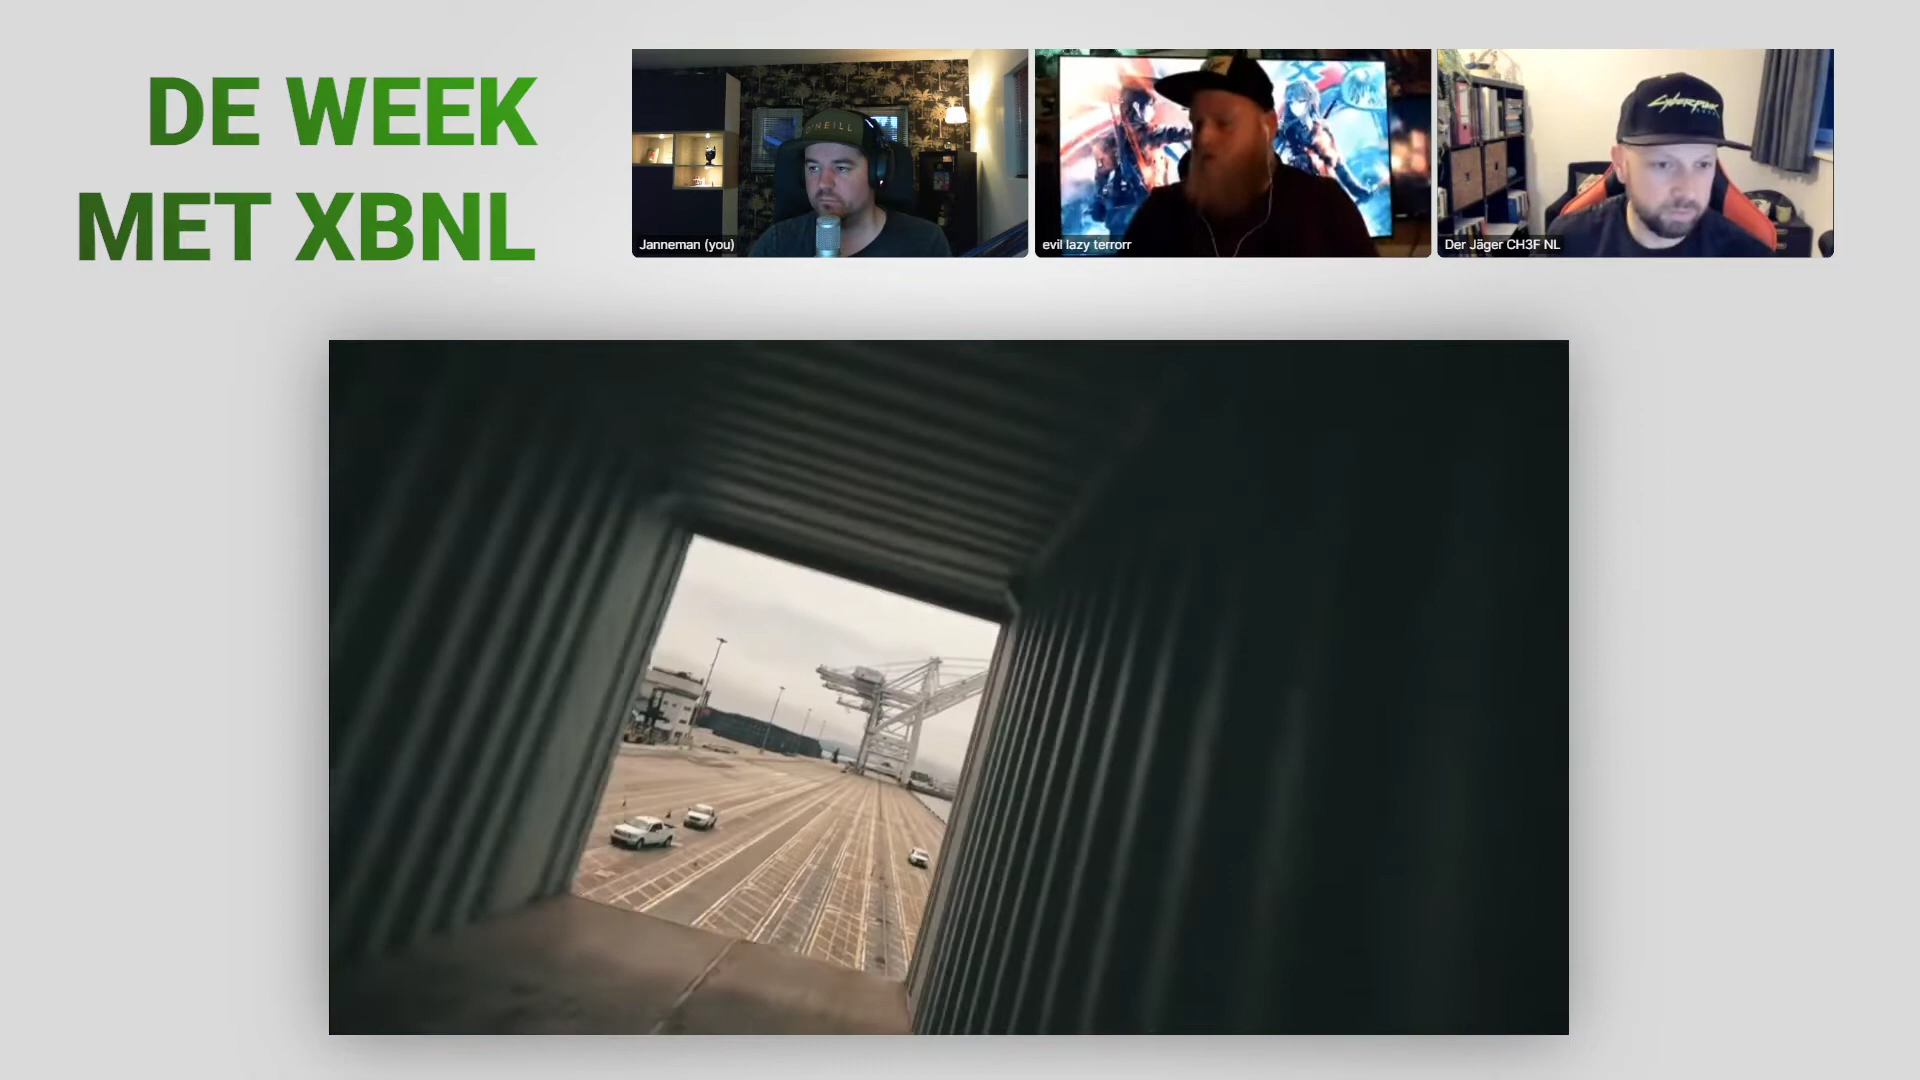 DE WEEK
MET XBNL
O'NEILL
Cyberpunk
Janneman (you)
evil lazy terrorr
Der Jäger CH3F NL